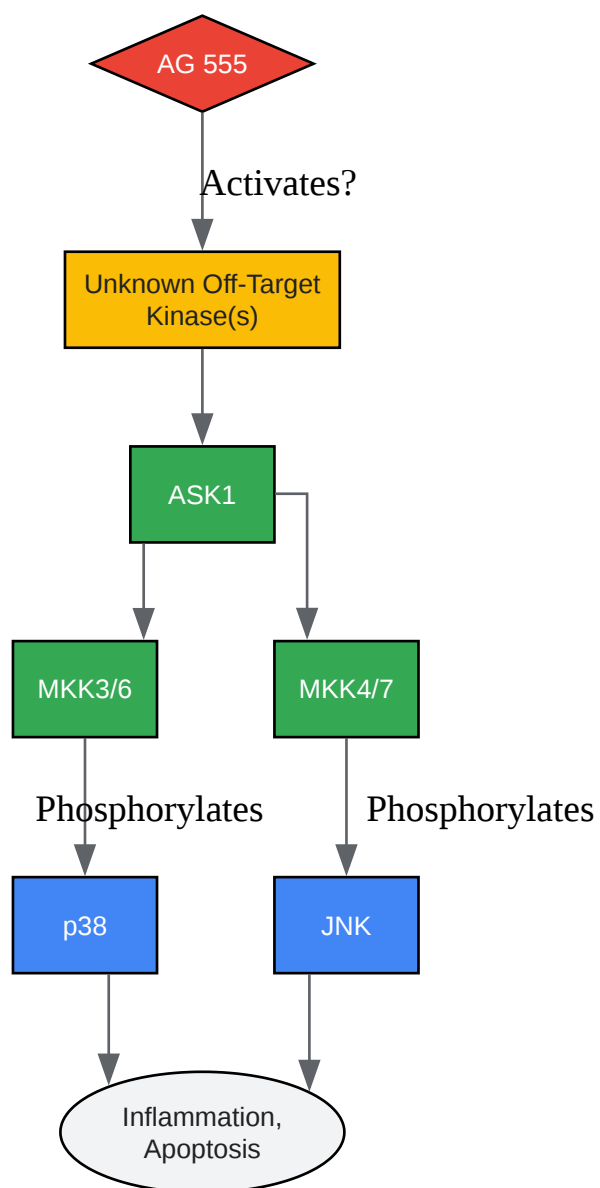 AG 555
Activates?
Unknown Off-Target
Kinase(s)
ASK1
MKK3/6
MKK4/7
Phosphorylates
Phosphorylates
p38
JNK
Inflammation,
Apoptosis